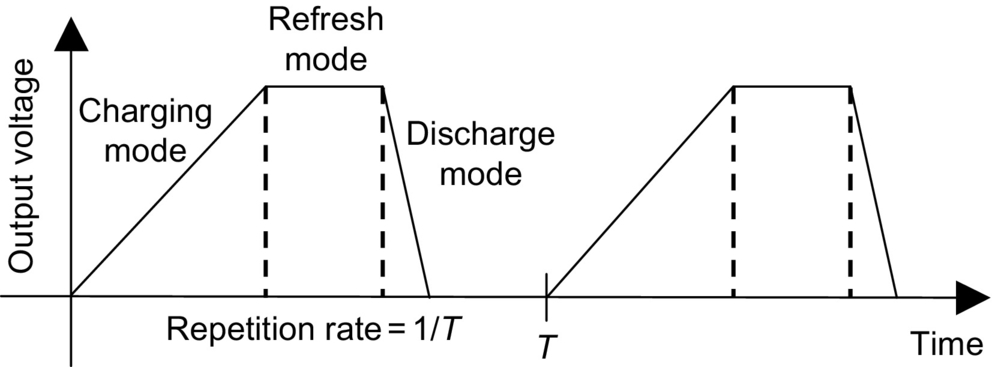 Refresh
mode
Charging
mode
Discharge
mode
Output voltage
Repetition rate = 1/T
T
Time